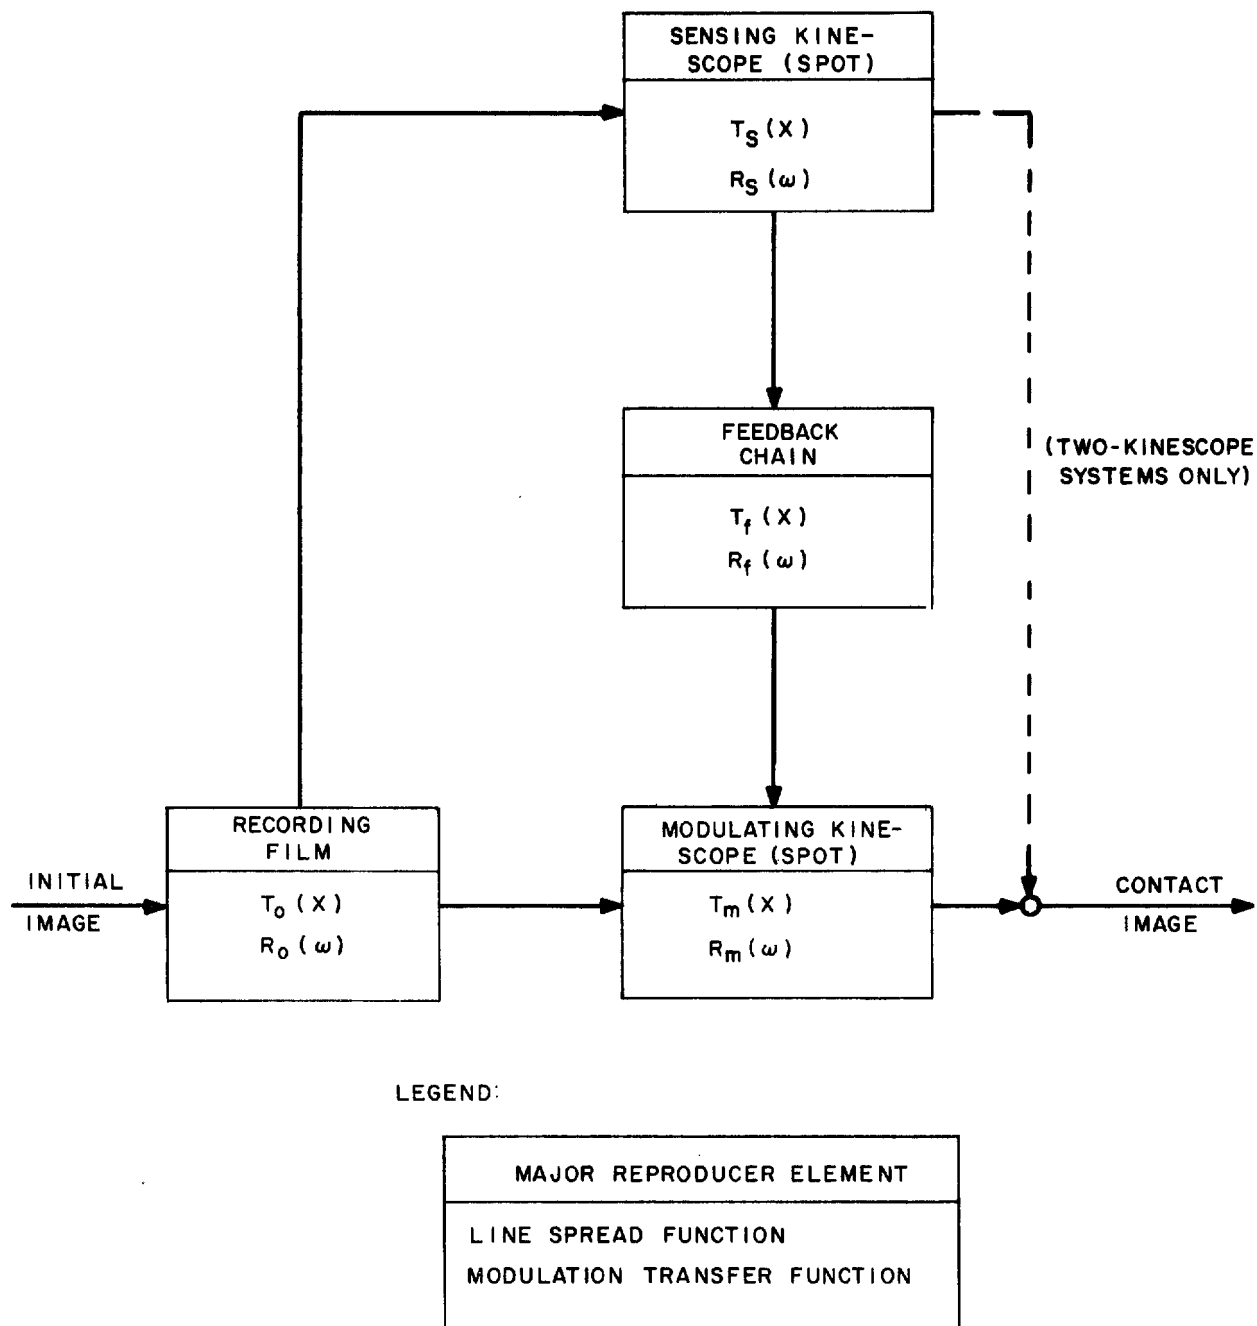 SENSING KINE-
SCOPE (SPOT)
T_S (X)
R_S (ω)
FEEDBACK
CHAIN
T_f (X)
R_f (ω)
(TWO-KINESCOPE
SYSTEMS ONLY)
RECORDING
FILM
T_o (X)
R_o (ω)
MODULATING KINE-
SCOPE (SPOT)
T_m (X)
R_m (ω)
INITIAL
IMAGE
CONTACT
IMAGE
LEGEND:
MAJOR REPRODUCER ELEMENT
LINE SPREAD FUNCTION
MODULATION TRANSFER FUNCTION